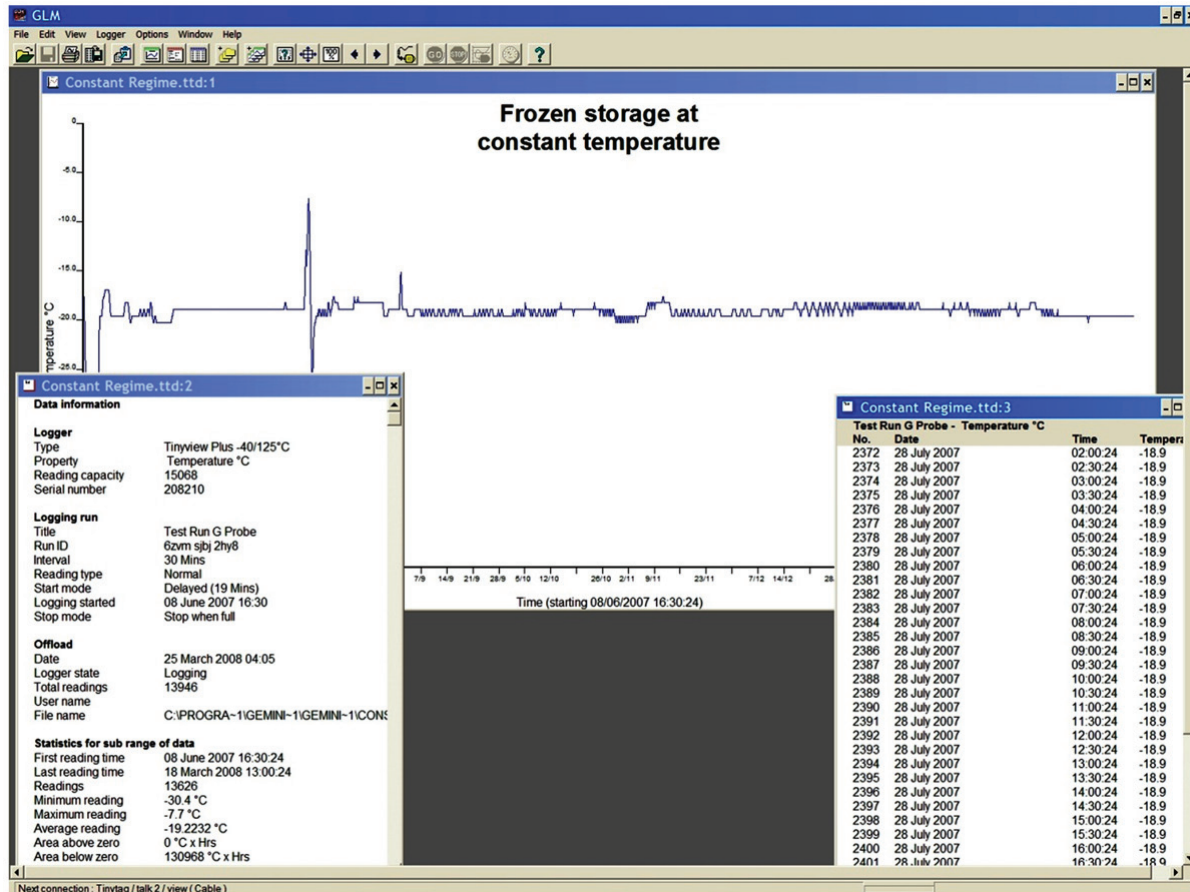 GLM
File Edit View Logger Options Window Help
Constant Regime.ttd:1
Frozen storage at
constant temperature
0
-5.0
-10.0
-15.0
-20.0
-25.0
mperature °C
7/9 14/9 21/9 28/9 6/10 12/10 26/10 2/11 9/11 23/11 7/12 14/12 28
Time (starting 08/06/2007 16:30:24)
Constant Regime.ttd:2
Data information
Logger
Type Tinyview Plus -40/125°C
Property Temperature °C
Reading capacity 15068
Serial number 208210
Logging run
Title Test Run G Probe
Run ID 6zvm sjbj 2hy8
Interval 30 Mins
Reading type Normal
Start mode Delayed (19 Mins)
Logging started 08 June 2007 16:30
Stop mode Stop when full
Offload
Date 25 March 2008 04:05
Logger state Logging
Total readings 13946
User name
File name C:\PROGRA~1\GEMINI~1\GEMINI~1\CONS
Statistics for sub range of data
First reading time 08 June 2007 16:30:24
Last reading time 18 March 2008 13:00:24
Readings 13626
Minimum reading -30.4 °C
Maximum reading -7.7 °C
Average reading -19.2232 °C
Area above zero 0 °C x Hrs
Area below zero 130968 °C x Hrs
Constant Regime.ttd:3
Test Run G Probe - Temperature °C
No. Date Time Tempera
2372 28 July 2007 02:00:24 -18.9
2373 28 July 2007 02:30:24 -18.9
2374 28 July 2007 03:00:24 -18.9
2375 28 July 2007 03:30:24 -18.9
2376 28 July 2007 04:00:24 -18.9
2377 28 July 2007 04:30:24 -18.9
2378 28 July 2007 05:00:24 -18.9
2379 28 July 2007 05:30:24 -18.9
2380 28 July 2007 06:00:24 -18.9
2381 28 July 2007 06:30:24 -18.9
2382 28 July 2007 07:00:24 -18.9
2383 28 July 2007 07:30:24 -18.9
2384 28 July 2007 08:00:24 -18.9
2385 28 July 2007 08:30:24 -18.9
2386 28 July 2007 09:00:24 -18.9
2387 28 July 2007 09:30:24 -18.9
2388 28 July 2007 10:00:24 -18.9
2389 28 July 2007 10:30:24 -18.9
2390 28 July 2007 11:00:24 -18.9
2391 28 July 2007 11:30:24 -18.9
2392 28 July 2007 12:00:24 -18.9
2393 28 July 2007 12:30:24 -18.9
2394 28 July 2007 13:00:24 -18.9
2395 28 July 2007 13:30:24 -18.9
2396 28 July 2007 14:00:24 -18.9
2397 28 July 2007 14:30:24 -18.9
2398 28 July 2007 15:00:24 -18.9
2399 28 July 2007 15:30:24 -18.9
2400 28 July 2007 16:00:24 -18.9
2401 28 July 2007 16:30:24 -18.9
Next connection : Tinytag / talk 2 / view ( Cable )